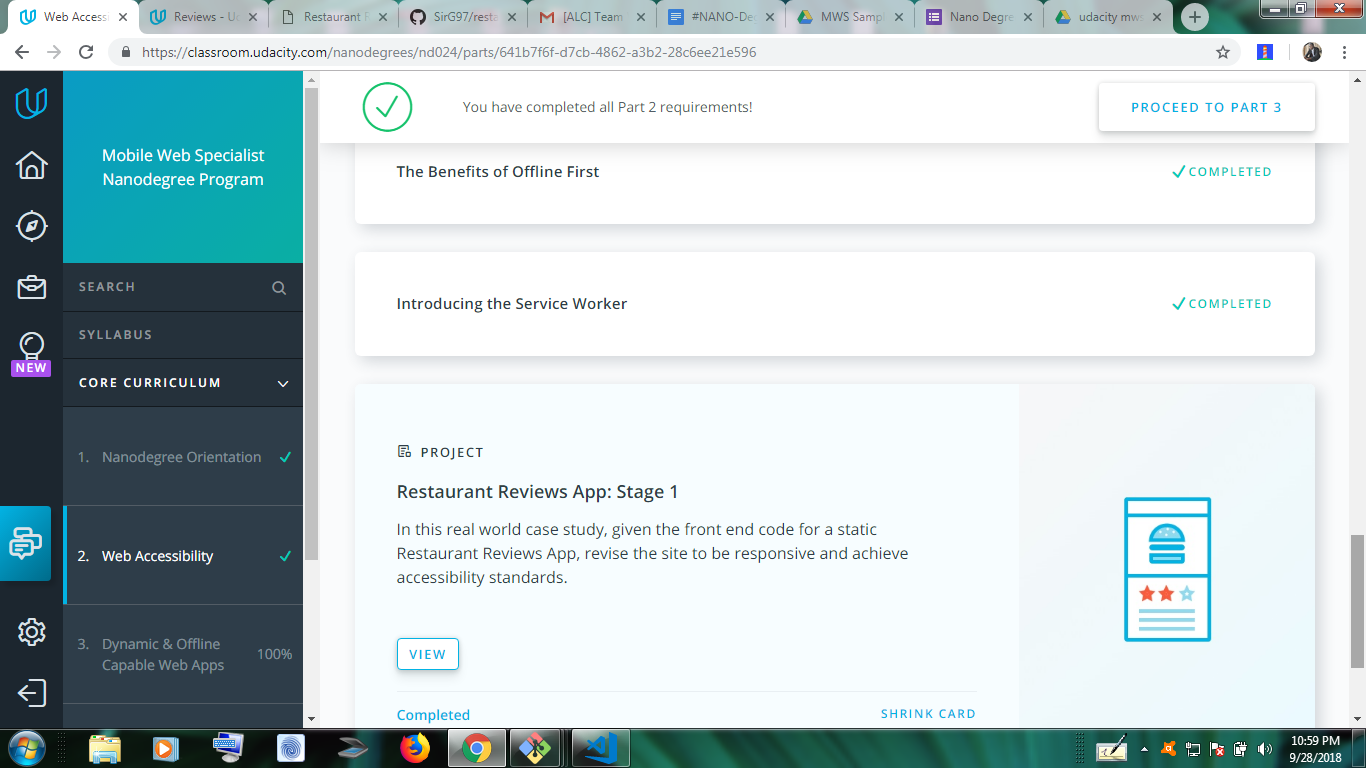 Web Access
Reviews - Ud
Restaurant R
SirG97/resta
[ALC] Team
#NANO-De
MWS Sampl
Nano Degre
udacity mws
https://classroom.udacity.com/nanodegrees/nd024/parts/641b7f6f-d7cb-4862-a3b2-28c6ee21e596
Mobile Web Specialist
Nanodegree Program
SEARCH
SYLLABUS
NEW
CORE CURRICULUM
1. Nanodegree Orientation
2. Web Accessibility
3. Dynamic & Offline
Capable Web Apps
100%
You have completed all Part 2 requirements!
PROCEED TO PART 3
The Benefits of Offline First
COMPLETED
Introducing the Service Worker
COMPLETED
PROJECT
Restaurant Reviews App: Stage 1
In this real world case study, given the front end code for a static
Restaurant Reviews App, revise the site to be responsive and achieve
accessibility standards.
VIEW
Completed
SHRINK CARD
10:59 PM
9/28/2018